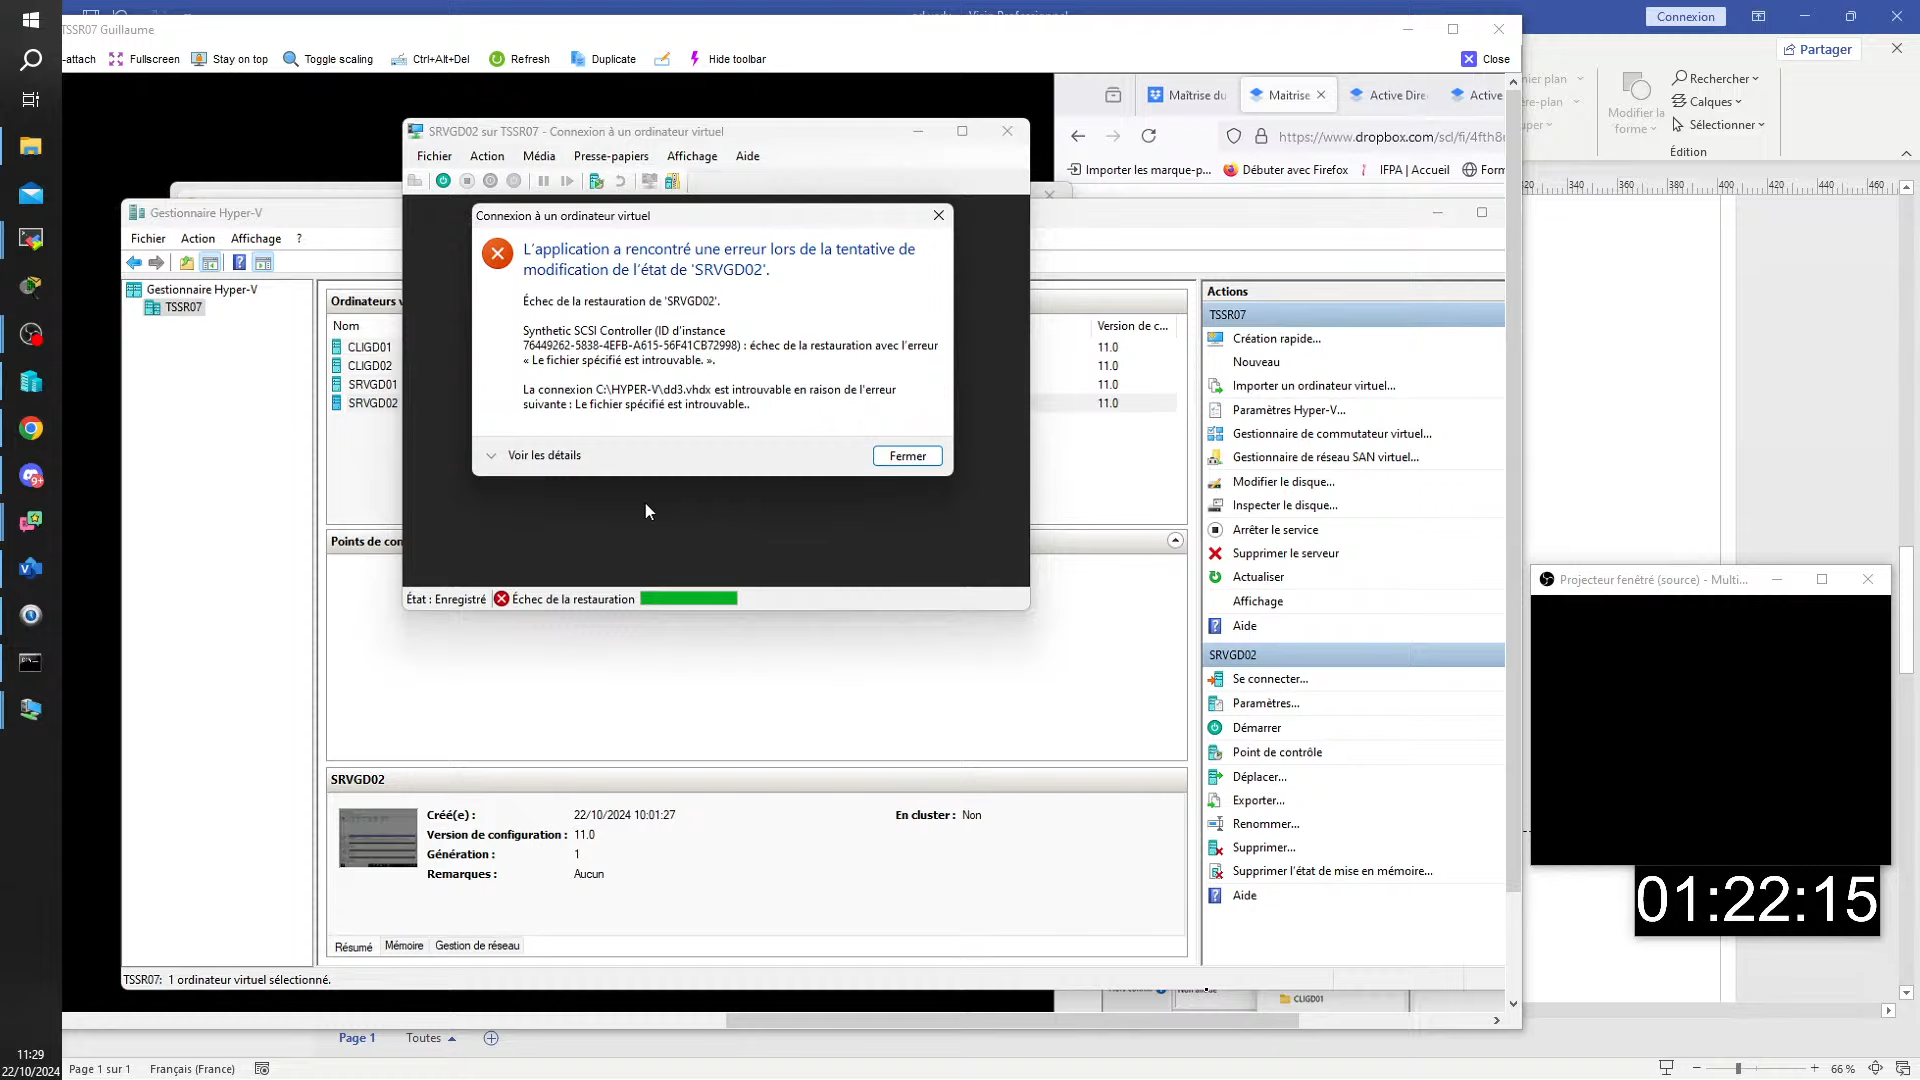 Connexion
TSSR07 Guillaume
-attach
Fullscreen
Stay on top
Toggle scaling
Ctrl+Alt+Del
Refresh
Duplicate
Hide toolbar
Close
Partager
Rechercher
Calques
Sélectionner
Modifier la
forme
Édition
Maîtrise du
Maitrise
Active Dire
Active
https://www.dropbox.com/scl/fi/4fth8
Importer les marque-p...
Débuter avec Firefox
IFPA | Accueil
Form
340 360 380 400 420 440 460
SRVGD02 sur TSSR07 - Connexion à un ordinateur virtuel
Fichier Action Média Presse-papiers Affichage Aide
Connexion à un ordinateur virtuel
L'application a rencontré une erreur lors de la tentative de
modification de l'état de 'SRVGD02'.
Échec de la restauration de 'SRVGD02'.
Synthetic SCSI Controller (ID d'instance
76449262-5838-4EFB-A615-56F41CB72998) : échec de la restauration avec l'erreur
« Le fichier spécifié est introuvable. ».
La connexion C:\HYPER-V\dd3.vhdx est introuvable en raison de l'erreur
suivante : Le fichier spécifié est introuvable..
Voir les détails
Fermer
État : Enregistré
Échec de la restauration
Gestionnaire Hyper-V
Fichier Action Affichage ?
Gestionnaire Hyper-V
TSSR07
Ordinateurs v
Nom
Version de c...
CLIGD01
11.0
CLIGD02
11.0
SRVGD01
11.0
SRVGD02
11.0
Points de con
SRVGD02
Créé(e) : 22/10/2024 10:01:27
En cluster : Non
Version de configuration : 11.0
Génération : 1
Remarques : Aucun
Résumé Mémoire Gestion de réseau
TSSR07: 1 ordinateur virtuel sélectionné.
Actions
TSSR07
Création rapide...
Nouveau
Importer un ordinateur virtuel...
Paramètres Hyper-V...
Gestionnaire de commutateur virtuel...
Gestionnaire de réseau SAN virtuel...
Modifier le disque...
Inspecter le disque...
Arrêter le service
Supprimer le serveur
Actualiser
Affichage
Aide
SRVGD02
Se connecter...
Paramètres...
Démarrer
Point de contrôle
Déplacer...
Exporter...
Renommer...
Supprimer...
Supprimer l'état de mise en mémoire...
Aide
CLIGD01
Projecteur fenêtré (source) - Multi...
01:22:15
Page 1
Toutes
11:29
22/10/2024
Page 1 sur 1
Français (France)
66 %